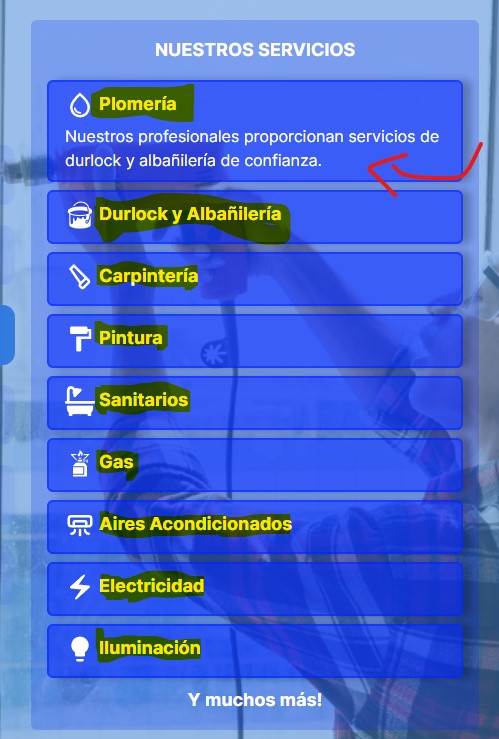 NUESTROS SERVICIOS
Plomería
Nuestros profesionales proporcionan servicios de
durlock y albañilería de confianza.
Durlock y Albañilería
Carpintería
Pintura
Sanitarios
Gas
Aires Acondicionados
Electricidad
Iluminación
Y muchos más!